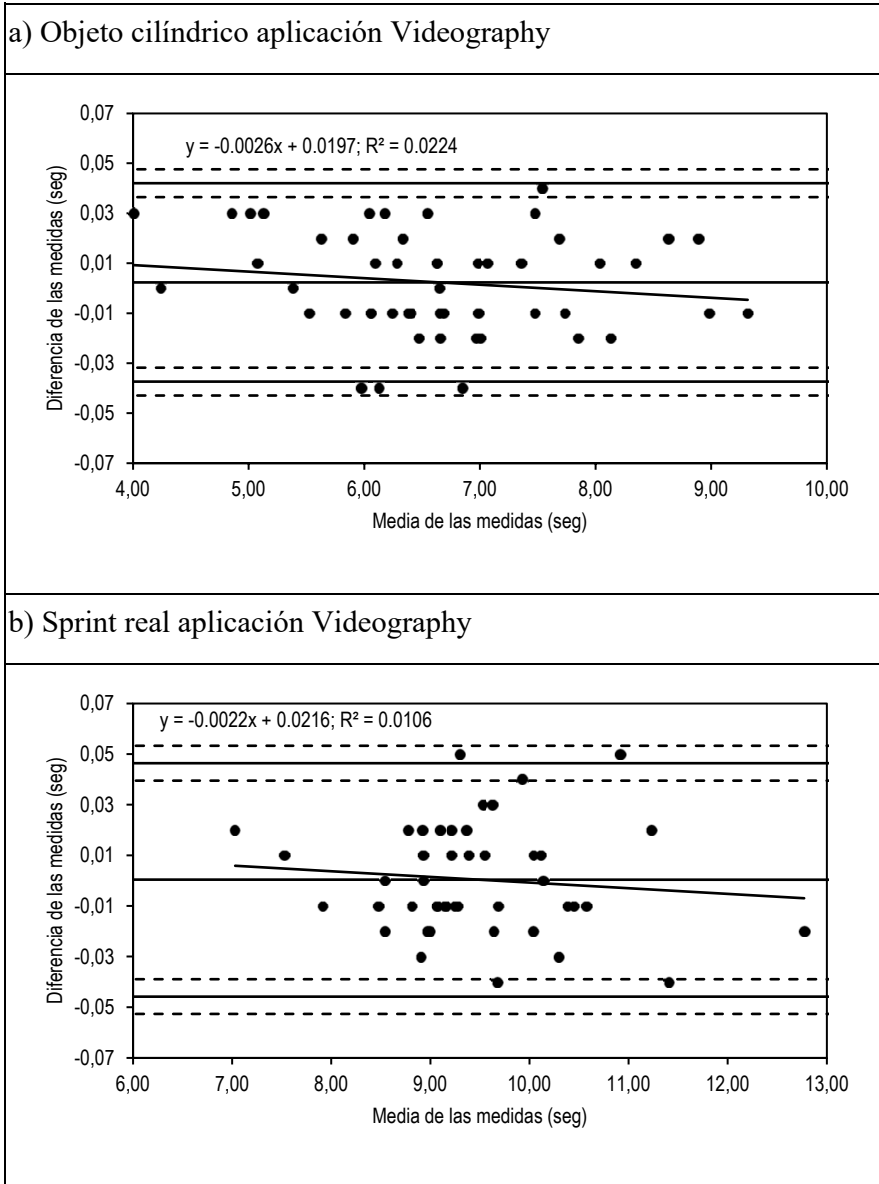 a) Objeto cilíndrico aplicación Videography
y = -0.0026x + 0.0197; R² = 0.0224
0,07
0,05
0,03
0,01
-0,01
-0,03
-0,05
-0,07
Diferencia de las medidas (seg)
4,00 5,00 6,00 7,00 8,00 9,00 10,00
Media de las medidas (seg)
b) Sprint real aplicación Videography
y = -0.0022x + 0.0216; R² = 0.0106
0,07
0,05
0,03
0,01
-0,01
-0,03
-0,05
-0,07
Diferencia de las medidas (seg)
6,00 7,00 8,00 9,00 10,00 11,00 12,00 13,00
Media de las medidas (seg)